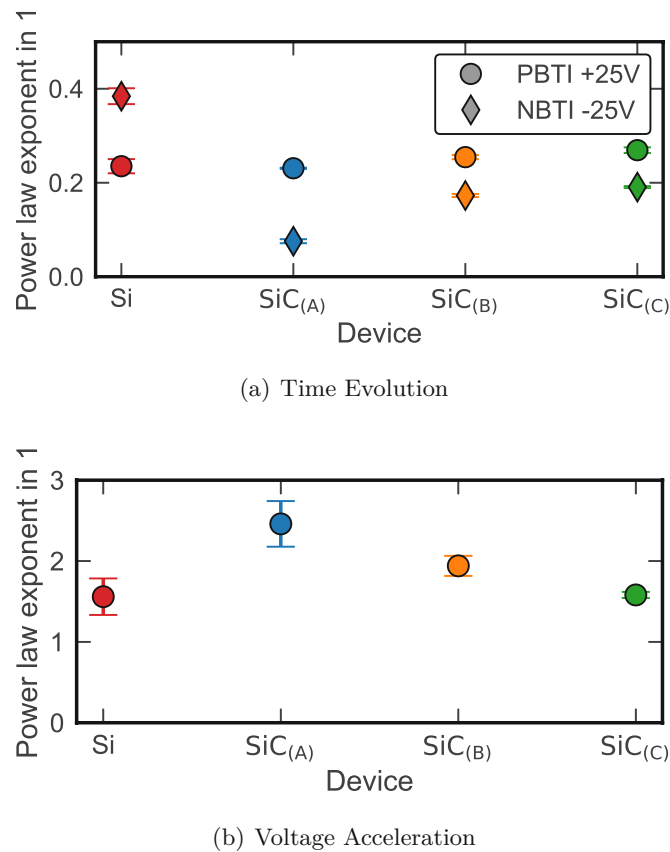 Power law exponent in 1
0.4
0.2
0.0
PBTI +25V
NBTI -25V
Si
SiC(A)
SiC(B)
SiC(C)
Device
(a) Time Evolution
Power law exponent in 1
3
2
1
0
Si
SiC(A)
SiC(B)
SiC(C)
Device
(b) Voltage Acceleration